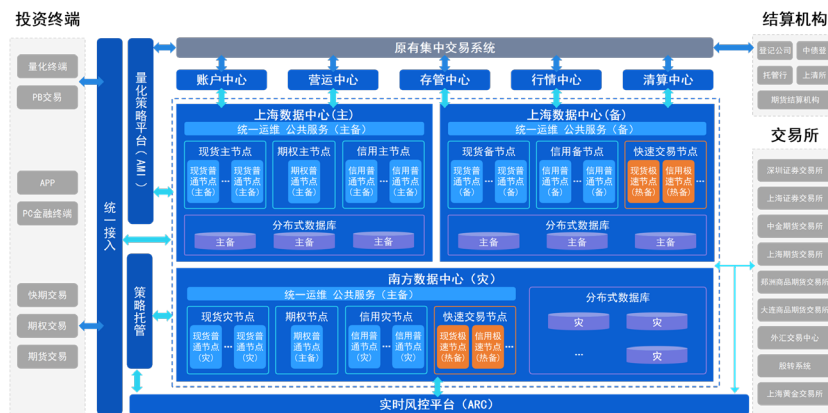 投资终端
量化终端
PB交易
APP
PC金融终端
快期交易
期权交易
期货交易
统一接入
量化策略平台(AMI)
策略托管
原有集中交易系统
账户中心
营运中心
存管中心
行情中心
清算中心
上海数据中心(主)
统一运维 公共服务(主备)
现货主节点
现货普通节点(主备)
...
现货普通节点(主备)
期权主节点
期权普通节点(主备)
信用主节点
信用普通节点(主备)
...
信用普通节点(主备)
分布式数据库
主备
主备
主备
上海数据中心(备)
统一运维 公共服务(备)
现货备节点
现货普通节点(备)
...
现货普通节点(备)
信用备节点
信用普通节点(备)
...
信用普通节点(备)
快速交易节点
现货极速节点(热备)
信用极速节点(热备)
...
分布式数据库
主备
主备
主备
南方数据中心(灾)
统一运维 公共服务(主备)
现货灾节点
现货普通节点(灾)
...
现货普通节点(灾)
期权节点
期权普通节点(主备)
信用灾节点
信用普通节点(灾)
...
信用普通节点(灾)
快速交易节点
现货极速节点(热备)
信用极速节点(热备)
...
分布式数据库
灾
灾
...
灾
实时风控平台(ARC)
结算机构
登记公司
中债登
托管行
上清所
期货结算机构
交易所
深圳证券交易所
上海证券交易所
中金期货交易所
上海期货交易所
郑洲商品期货交易所
大连商品期货交易所
外汇交易中心
股转系统
上海黄金交易所